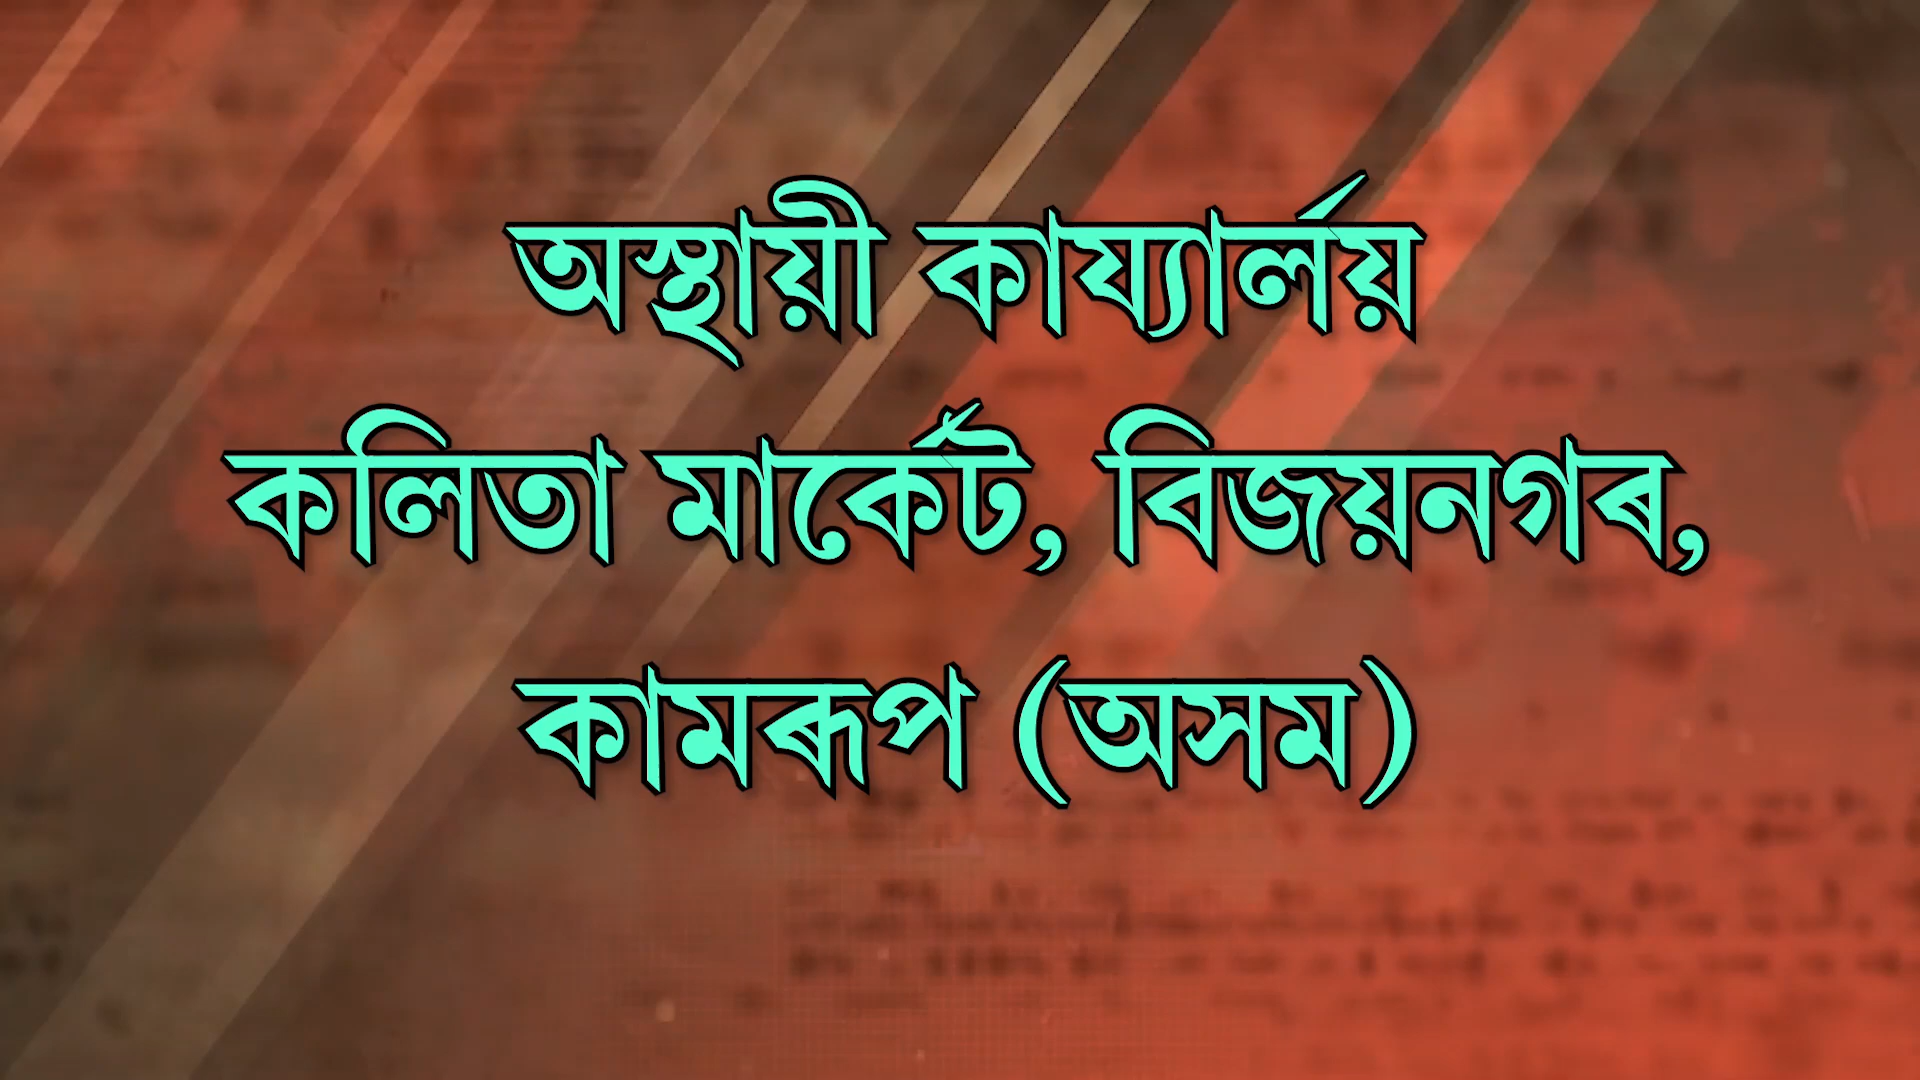 অস্থায়ী কায্যার্লয়
কলিতা মার্কেট, বিজয়নগৰ,
কামৰূপ (অসম)